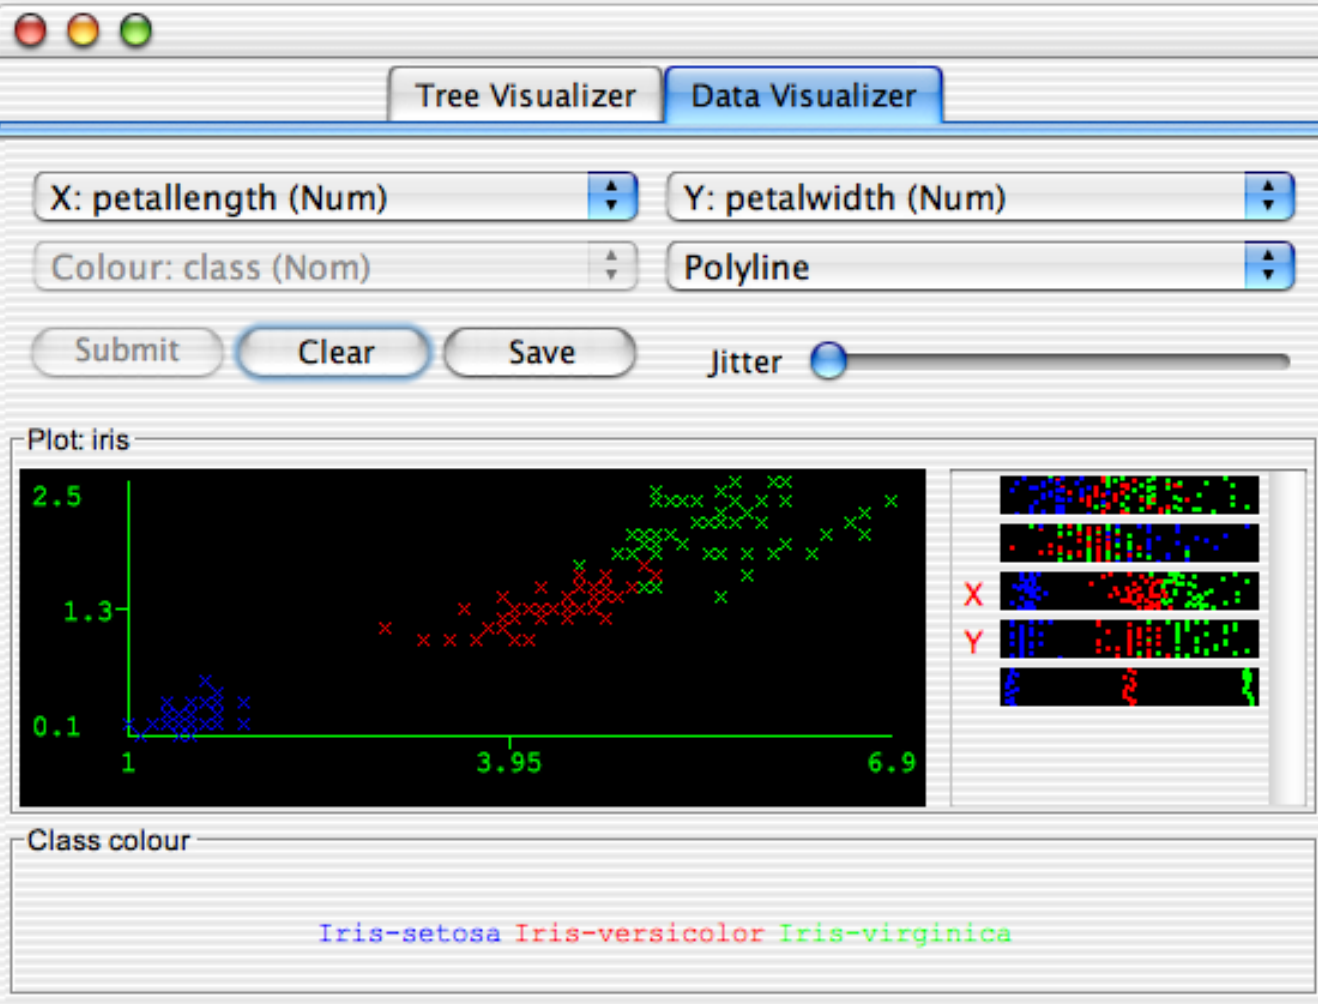 Tree Visualizer Data Visualizer
X: petallength (Num) Y: petalwidth (Num)
Colour: class (Nom) Polyline
Submit Clear Save Jitter
Plot: iris
2.5
1.3
0.1
1 3.95 6.9
X
Y
Class colour
Iris-setosa Iris-versicolor Iris-virginica